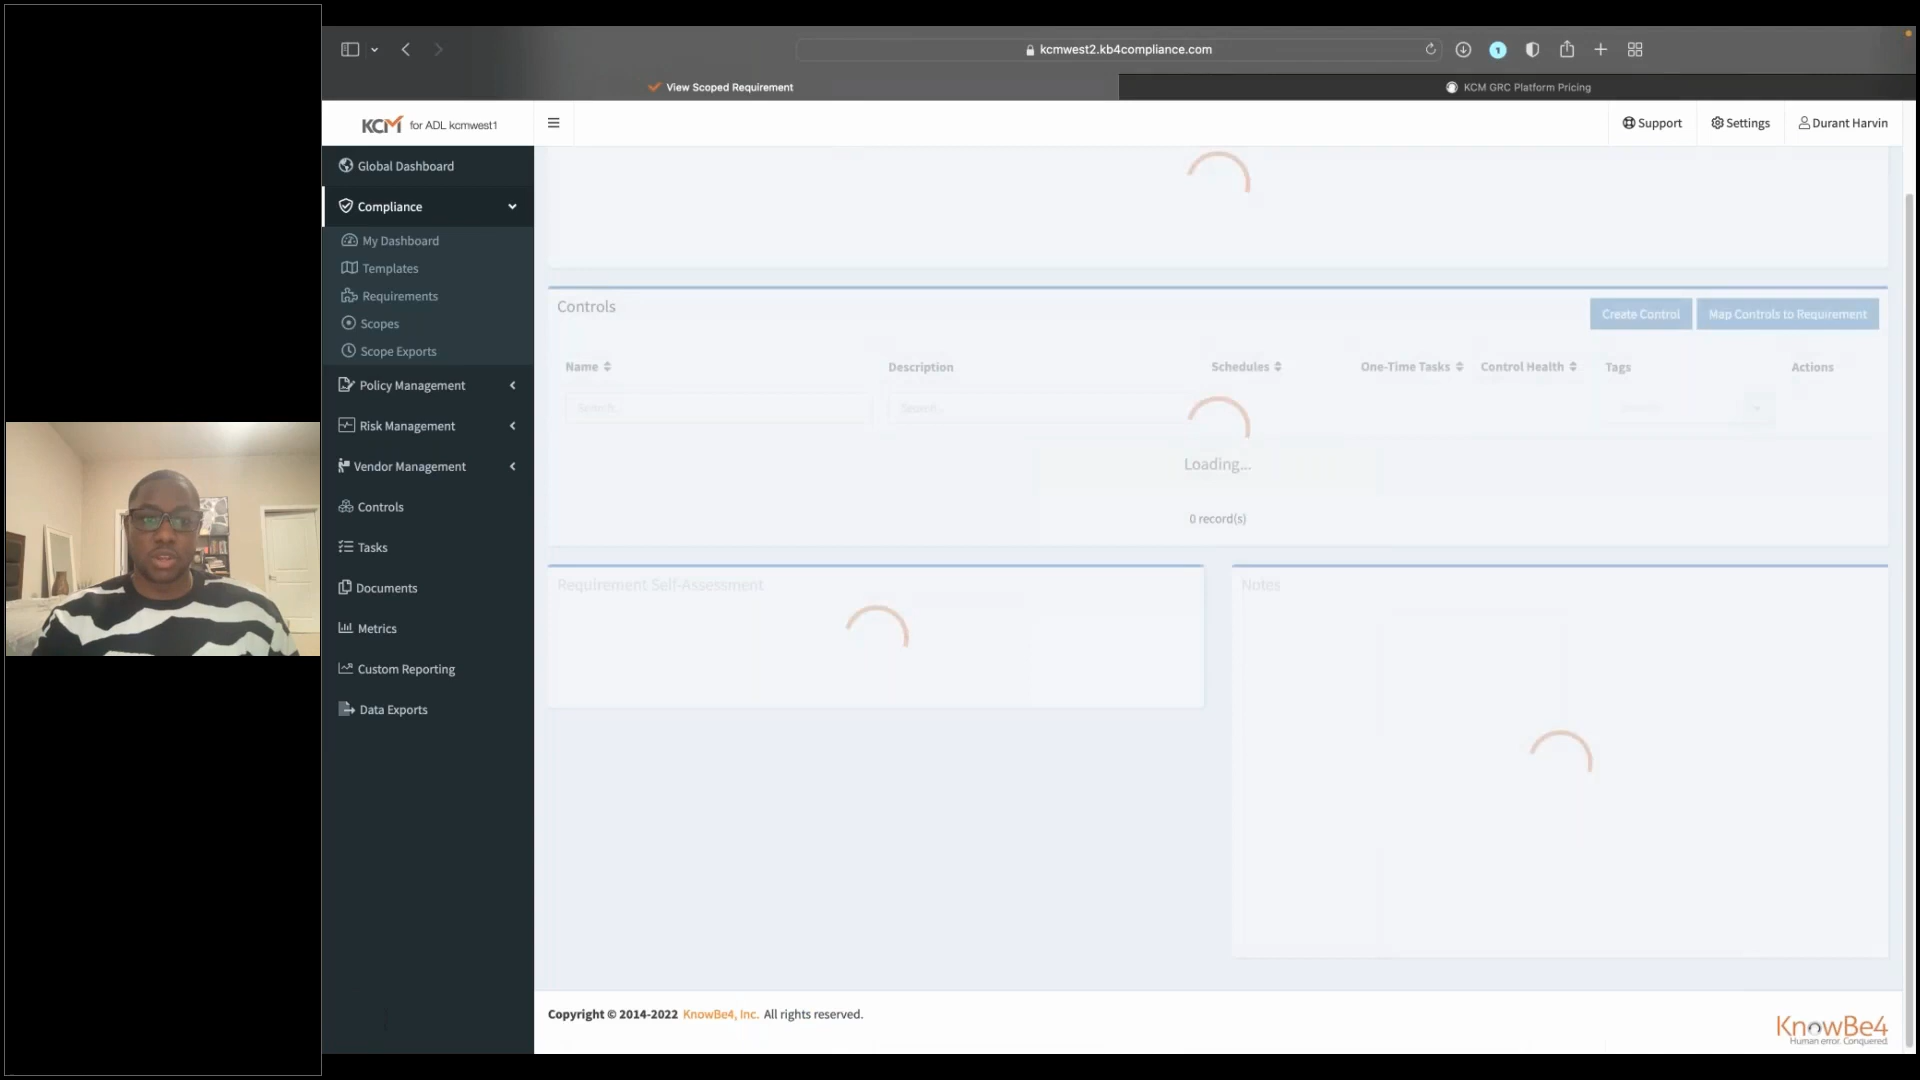 kcmwest2.kb4compliance.com
1
View Scoped Requirement
KCM GRC Platform Pricing
KCM for ADL kcmwest1
Support
Settings
Durant Harvin
Global Dashboard
Compliance
My Dashboard
Templates
Requirements
Scopes
Scope Exports
Policy Management
Risk Management
Vendor Management
Controls
Tasks
Documents
Metrics
Custom Reporting
Data Exports
Controls
Create Control
Map Controls to Requirement
Name
Description
Schedules
One-Time Tasks
Control Health
Tags
Actions
Search...
Search...
Loading...
0 record(s)
Requirement Self-Assessment
Notes
Copyright © 2014-2022 KnowBe4, Inc. All rights reserved.
KnowBe4
Human error. Conquered.